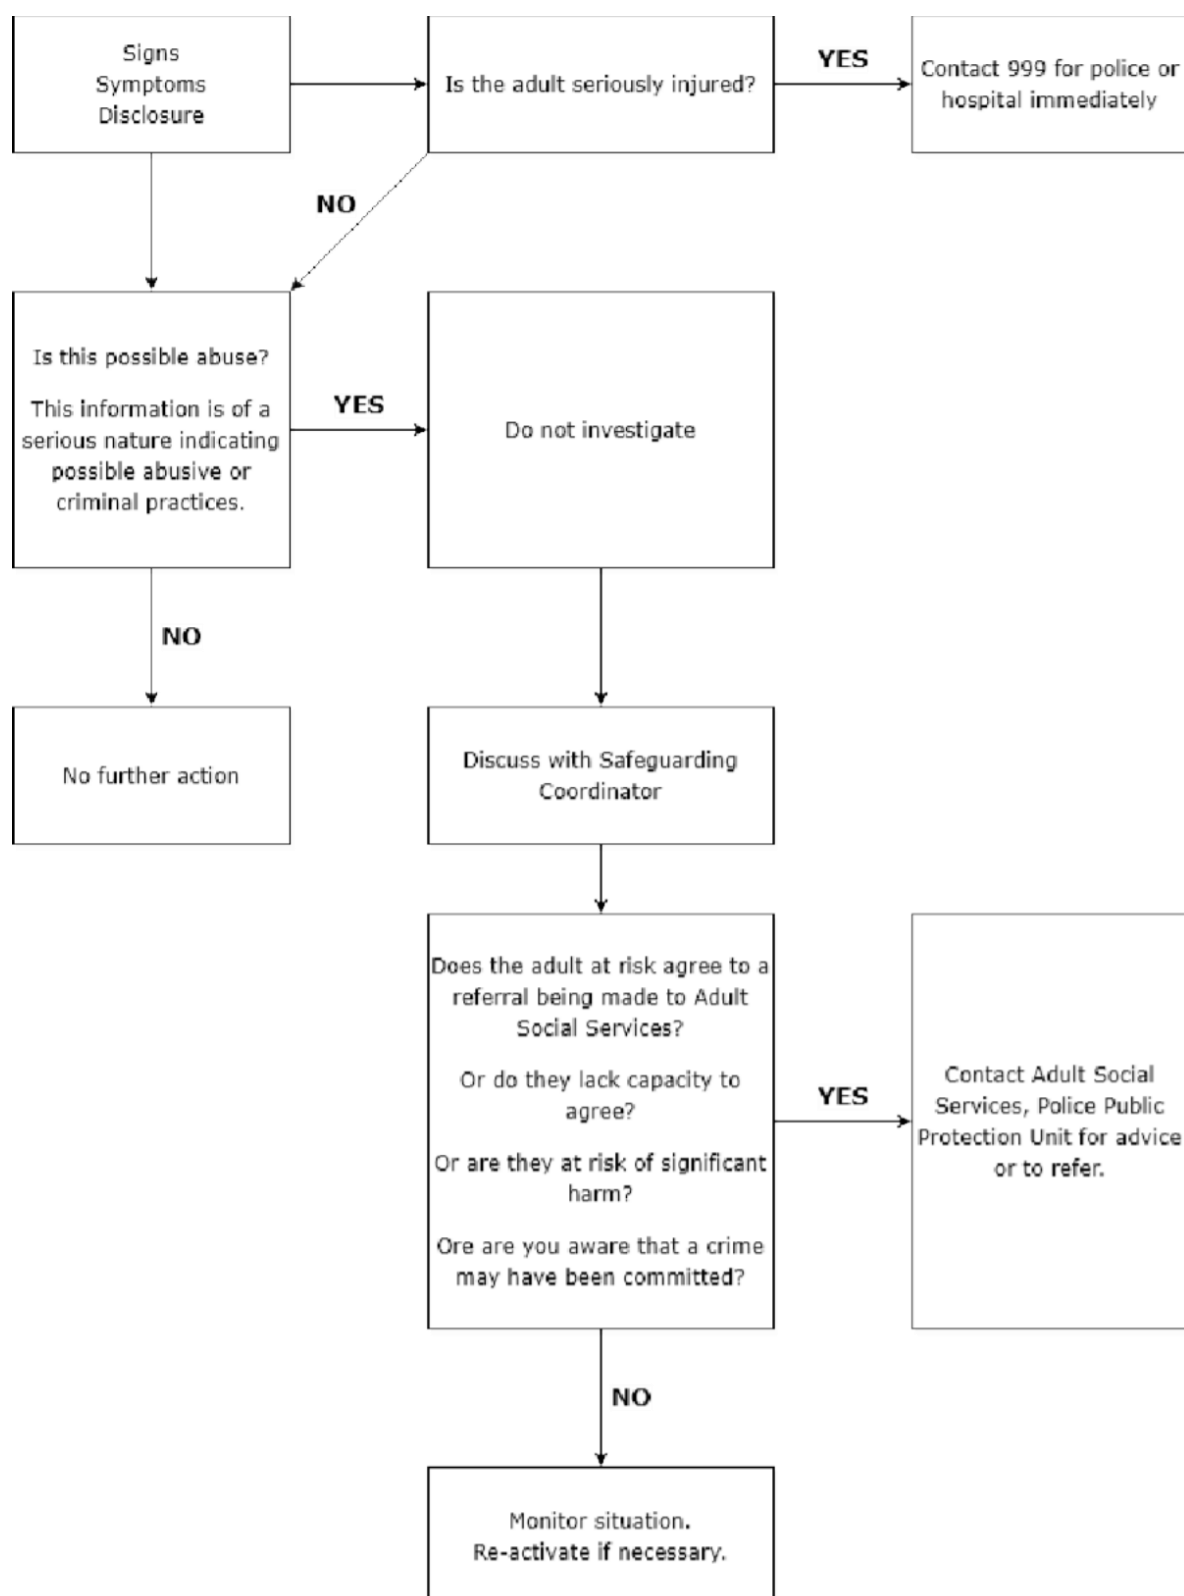 Signs
Symptoms
Disclosure
Is the adult seriously injured?
YES
Contact 999 for police or
hospital immediately
NO
Is this possible abuse?
This information is of a
serious nature indicating
possible abusive or
criminal practices.
YES
Do not investigate
NO
No further action
Discuss with Safeguarding
Coordinator
Does the adult at risk agree to a
referral being made to Adult
Social Services?
Or do they lack capacity to
agree?
Or are they at risk of significant
harm?
Ore are you aware that a crime
may have been committed?
YES
Contact Adult Social
Services, Police Public
Protection Unit for advice
or to refer.
NO
Monitor situation.
Re-activate if necessary.